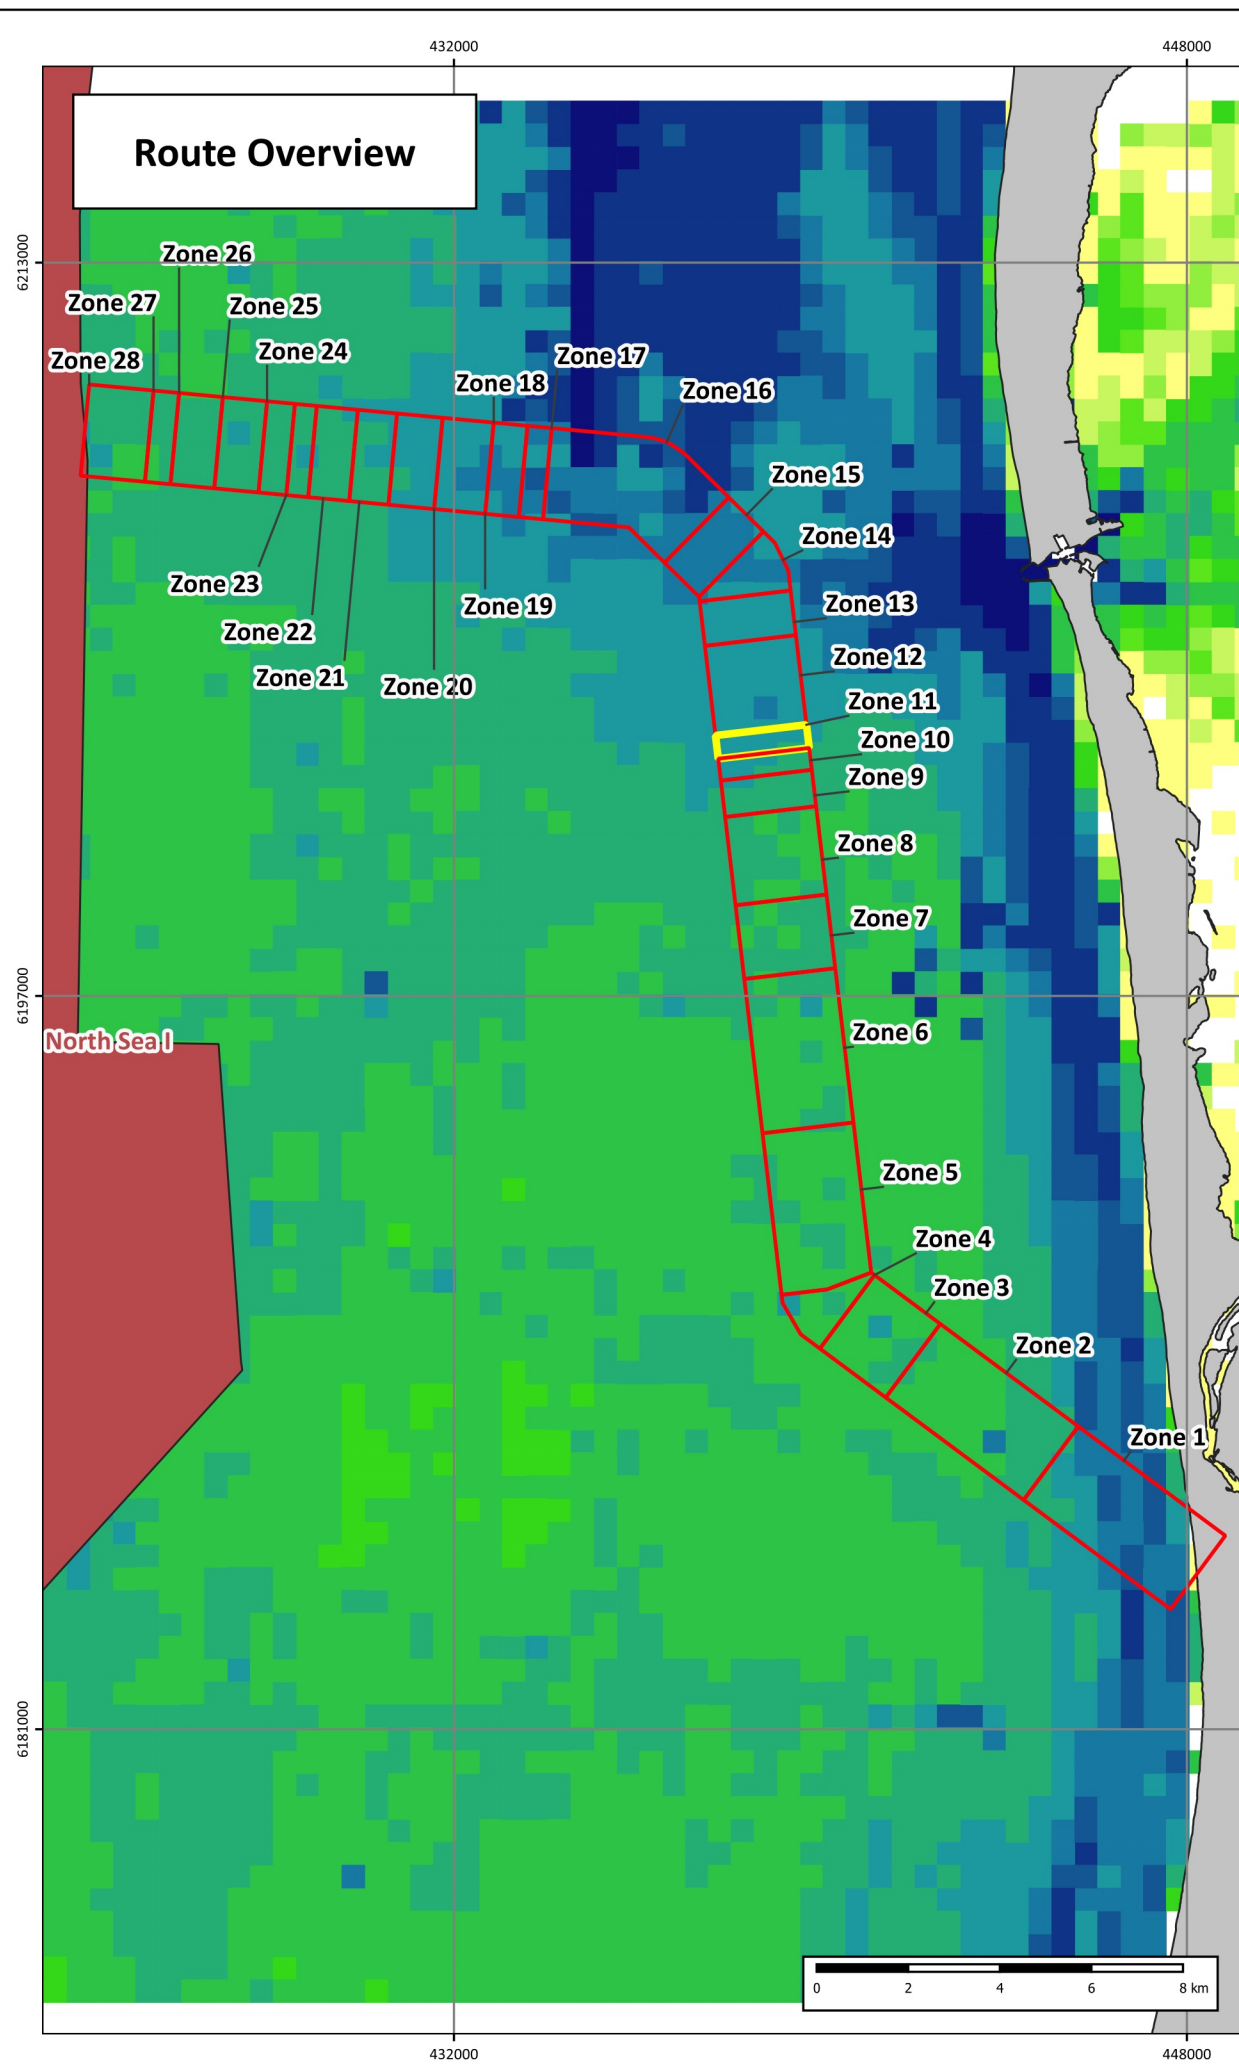 432000
448000
Route Overview
6213000
Zone 26
Zone 27
Zone 25
Zone 24
Zone 28
Zone 17
Zone 18
Zone 16
Zone 15
Zone 14
Zone 23
Zone 19
Zone 13
Zone 22
Zone 12
Zone 21
Zone 20
Zone 11
Zone 10
Zone 9
Zone 8
Zone 7
6197000
Zone 6
North Sea I
Zone 5
Zone 4
Zone 3
Zone 2
Zone 1
6181000
0 2 4 6 8 km
432000
448000